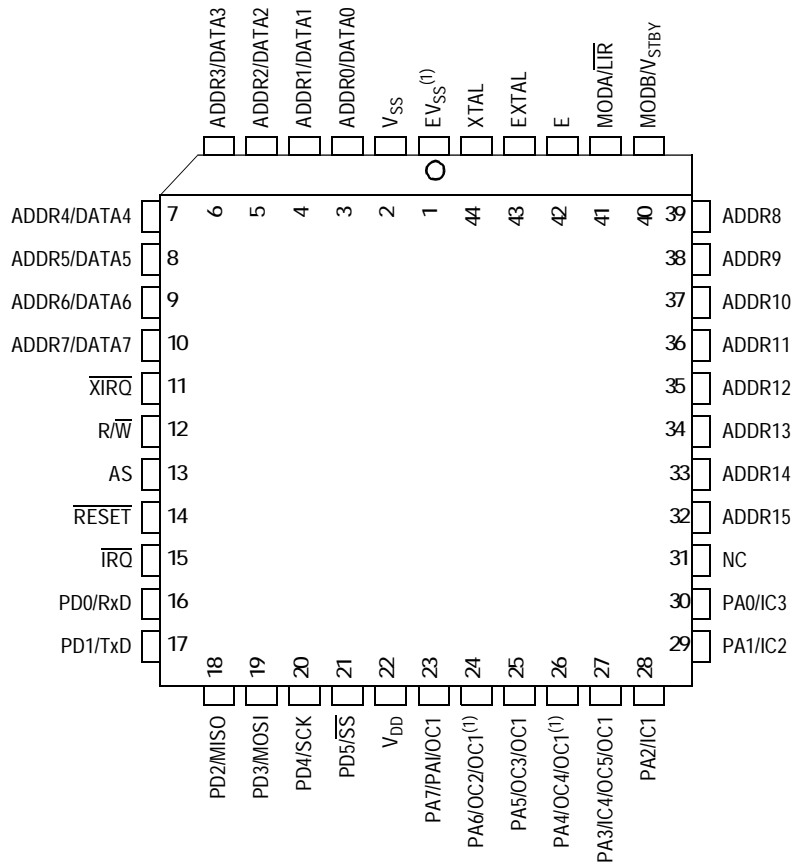 ADDR3/DATA3
ADDR2/DATA2
ADDR1/DATA1
ADDR0/DATA0
VSS
EVSS(1)
XTAL
EXTAL
E
MODA/L̅I̅R̅
MODB/VSTBY
6
5
4
3
2
1
44
43
42
41
40
ADDR4/DATA4 7
ADDR5/DATA5 8
ADDR6/DATA6 9
ADDR7/DATA7 10
X̅I̅R̅Q̅ 11
R/W̅ 12
AS 13
R̅E̅S̅E̅T̅ 14
I̅R̅Q̅ 15
PD0/RxD 16
PD1/TxD 17
39 ADDR8
38 ADDR9
37 ADDR10
36 ADDR11
35 ADDR12
34 ADDR13
33 ADDR14
32 ADDR15
31 NC
30 PA0/IC3
29 PA1/IC2
18
19
20
21
22
23
24
25
26
27
28
PD2/MISO
PD3/MOSI
PD4/SCK
PD5/S̅S̅
VDD
PA7/PAI/OC1
PA6/OC2/OC1(1)
PA5/OC3/OC1
PA4/OC4/OC1(1)
PA3/IC4/OC5/OC1
PA2/IC1